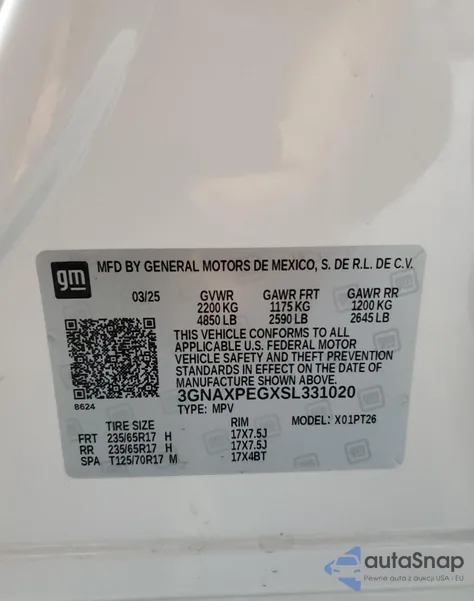 gm
MFD BY GENERAL MOTORS DE MEXICO, S. DE R.L. DE C.V.
03/25 GVWR GAWR FRT GAWR RR
2200 KG 1175 KG 1200 KG
4850 LB 2590 LB 2645 LB
THIS VEHICLE CONFORMS TO ALL
APPLICABLE U.S. FEDERAL MOTOR
VEHICLE SAFETY AND THEFT PREVENTION
STANDARDS IN EFFECT ON THE DATE OF
MANUFACTURE SHOWN ABOVE.
8624
3GNAXPEGXSL331020
TYPE: MPV
MODEL: X01PT26
TIRE SIZE RIM
FRT 235/65R17 H 17X7.5J
RR 235/65R17 H 17X7.5J
SPA T125/70R17 M 17X4BT
autoSnap
Pewne auta z aukcji USA i EU